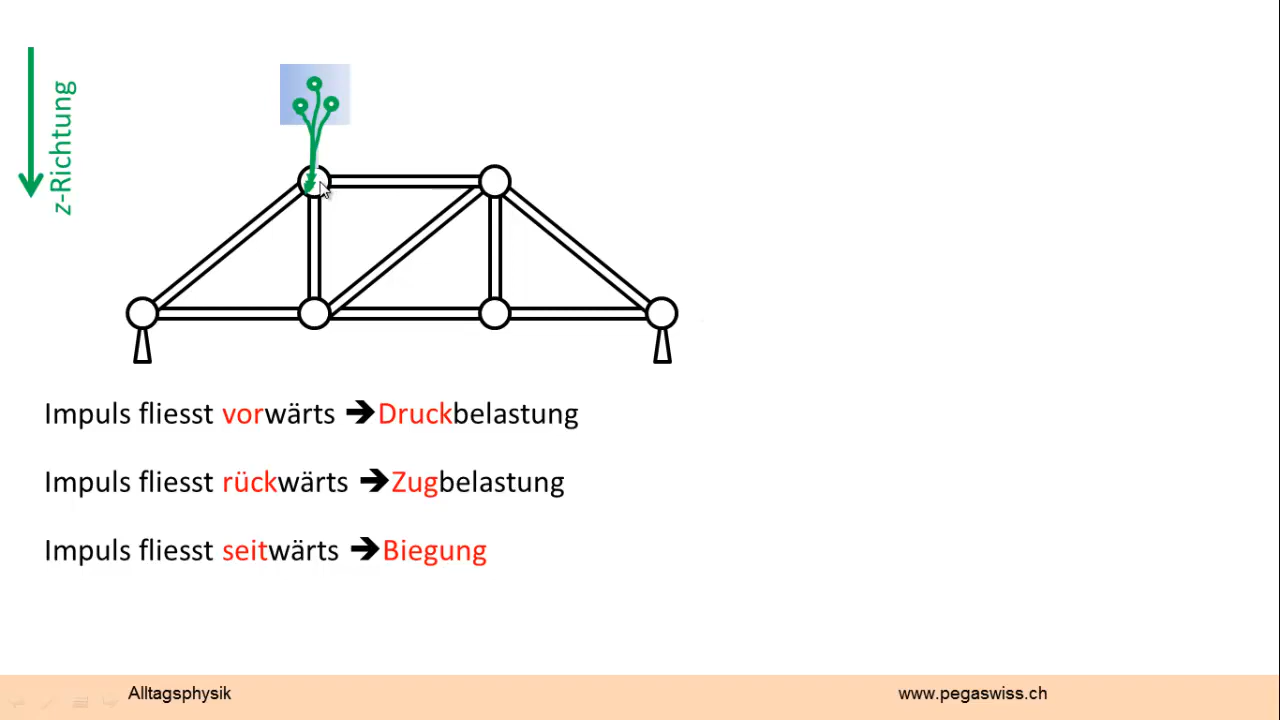 z-Richtung
Impuls fliesst vorwärts ➔Druckbelastung
Impuls fliesst rückwärts ➔Zugbelastung
Impuls fliesst seitwärts ➔Biegung
Alltagsphysik
www.pegaswiss.ch